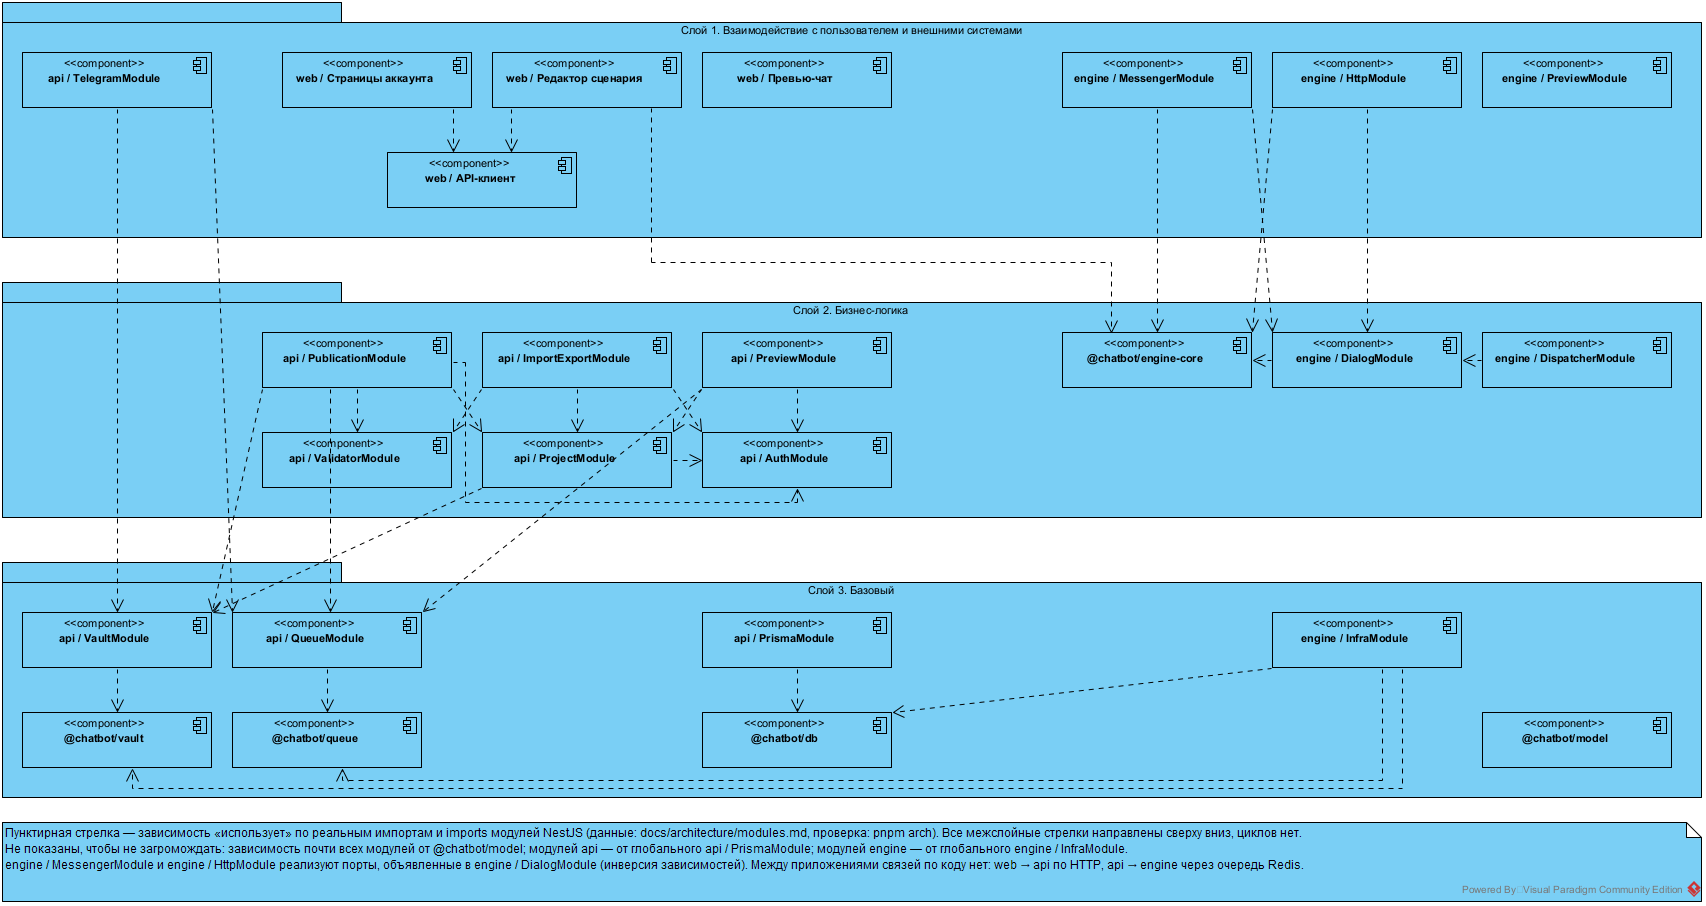 Слой 1. Взаимодействие с пользователем и внешними системами
<<component>>
api / TelegramModule
<<component>>
web / Страницы аккаунта
<<component>>
web / Редактор сценария
<<component>>
web / Превью-чат
<<component>>
engine / MessengerModule
<<component>>
engine / HttpModule
<<component>>
engine / PreviewModule
<<component>>
web / API-клиент
Слой 2. Бизнес-логика
<<component>>
api / PublicationModule
<<component>>
api / ImportExportModule
<<component>>
api / PreviewModule
<<component>>
@chatbot/engine-core
<<component>>
engine / DialogModule
<<component>>
engine / DispatcherModule
<<component>>
api / ValidatorModule
<<component>>
api / ProjectModule
<<component>>
api / AuthModule
Слой 3. Базовый
<<component>>
api / VaultModule
<<component>>
api / QueueModule
<<component>>
api / PrismaModule
<<component>>
engine / InfraModule
<<component>>
@chatbot/vault
<<component>>
@chatbot/queue
<<component>>
@chatbot/db
<<component>>
@chatbot/model
Пунктирная стрелка — зависимость «использует» по реальным импортам и imports модулей NestJS (данные: docs/architecture/modules.md, проверка: pnpm arch). Все межслойные стрелки направлены сверху вниз, циклов нет.
Не показаны, чтобы не загромождать: зависимость почти всех модулей от @chatbot/model; модулей api — от глобального api / PrismaModule; модулей engine — от глобального engine / InfraModule.
engine / MessengerModule и engine / HttpModule реализуют порты, объявленные в engine / DialogModule (инверсия зависимостей). Между приложениями связей по коду нет: web → api по HTTP, api → engine через очередь Redis.
Powered By Visual Paradigm Community Edition